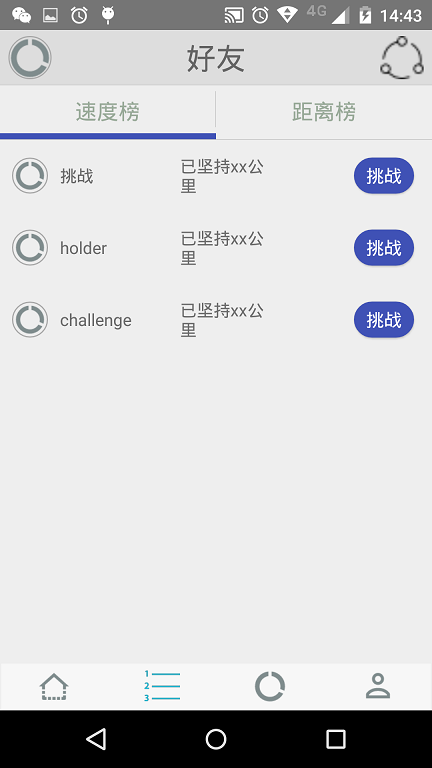 4G 14:43
好友
速度榜 距离榜
挑战 已坚持xx公 挑战
里
holder 已坚持xx公 挑战
里
challenge 已坚持xx公 挑战
里
1
2
3